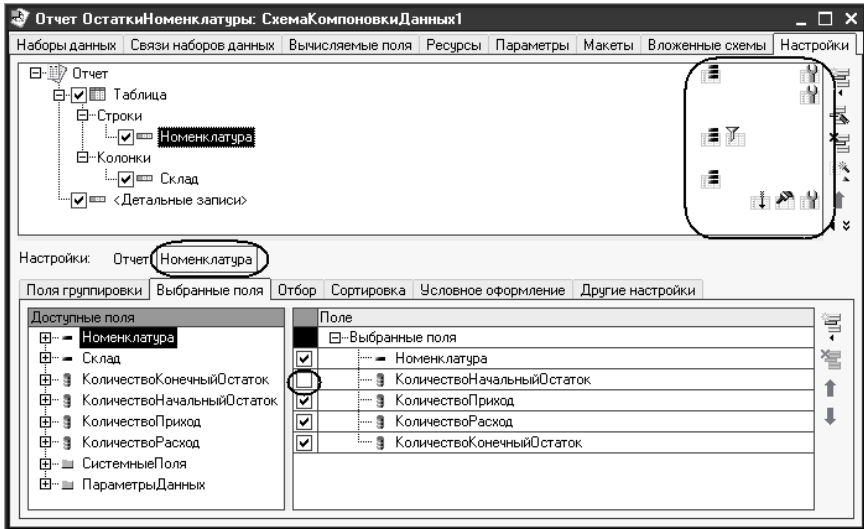 Отчет ОстаткиНоменклатуры: СхемаКомпоновкиДанных1
Наборы данных Связи наборов данных Вычисляемые поля Ресурсы Параметры Макеты Вложенные схемы Настройки
Отчет
Таблица
Строки
Номенклатура
Колонки
Склад
<Детальные записи>
Настройки: Отчет Номенклатура
Поля группировки Выбранные поля Отбор Сортировка Условное оформление Другие настройки
Доступные поля Поле
Номенклатура Выбранные поля
Склад Номенклатура
КоличествоКонечныйОстаток КоличествоНачальныйОстаток
КоличествоНачальныйОстаток КоличествоПриход
КоличествоПриход КоличествоРасход
КоличествоРасход КоличествоКонечныйОстаток
СистемныеПоля
ПараметрыДанных